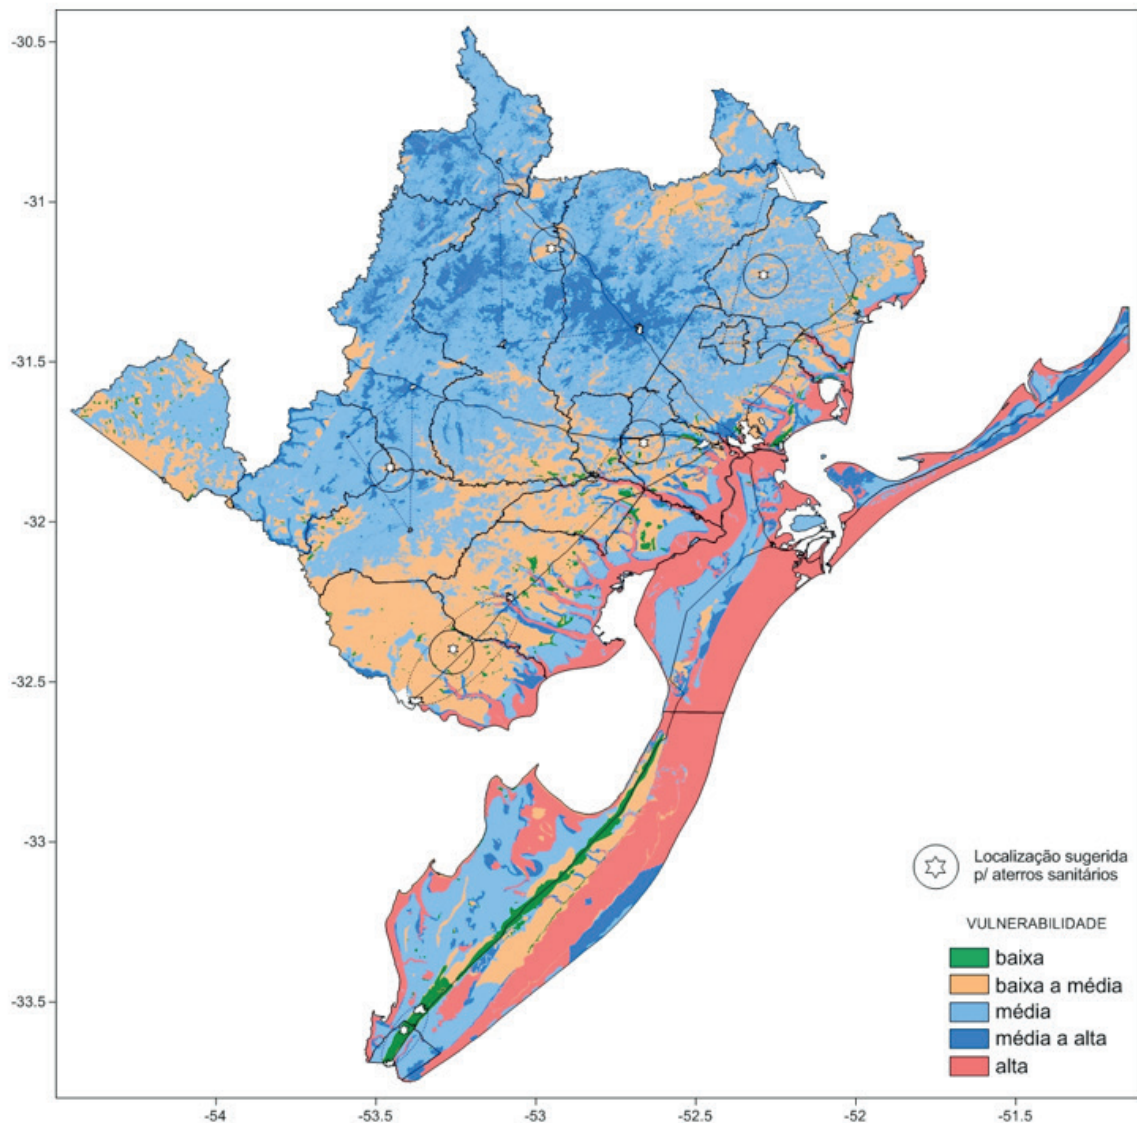 -30.5
-31
-31.5
-32
-32.5
-33
-33.5
-54
-53.5
-53
-52.5
-52
-51.5
Localização sugerida
p/ aterros sanitários
VULNERABILIDADE
baixa
baixa a média
média
média a alta
alta